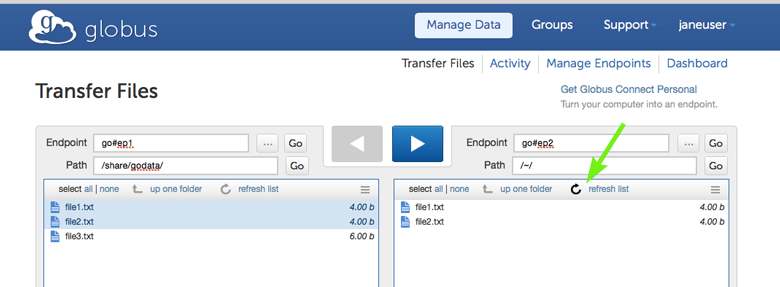 g globus Manage Data Groups Support janeuser
Transfer Files Activity Manage Endpoints Dashboard
Transfer Files
Get Globus Connect Personal
Turn your computer into an endpoint.
Endpoint go#ep1 ... Go
Path /share/godata/ Go
select all | none up one folder refresh list
file1.txt 4.00 b
file2.txt 4.00 b
file3.txt 6.00 b
Endpoint go#ep2 ... Go
Path /~/ Go
select all | none up one folder refresh list
file1.txt 4.00 b
file2.txt 4.00 b